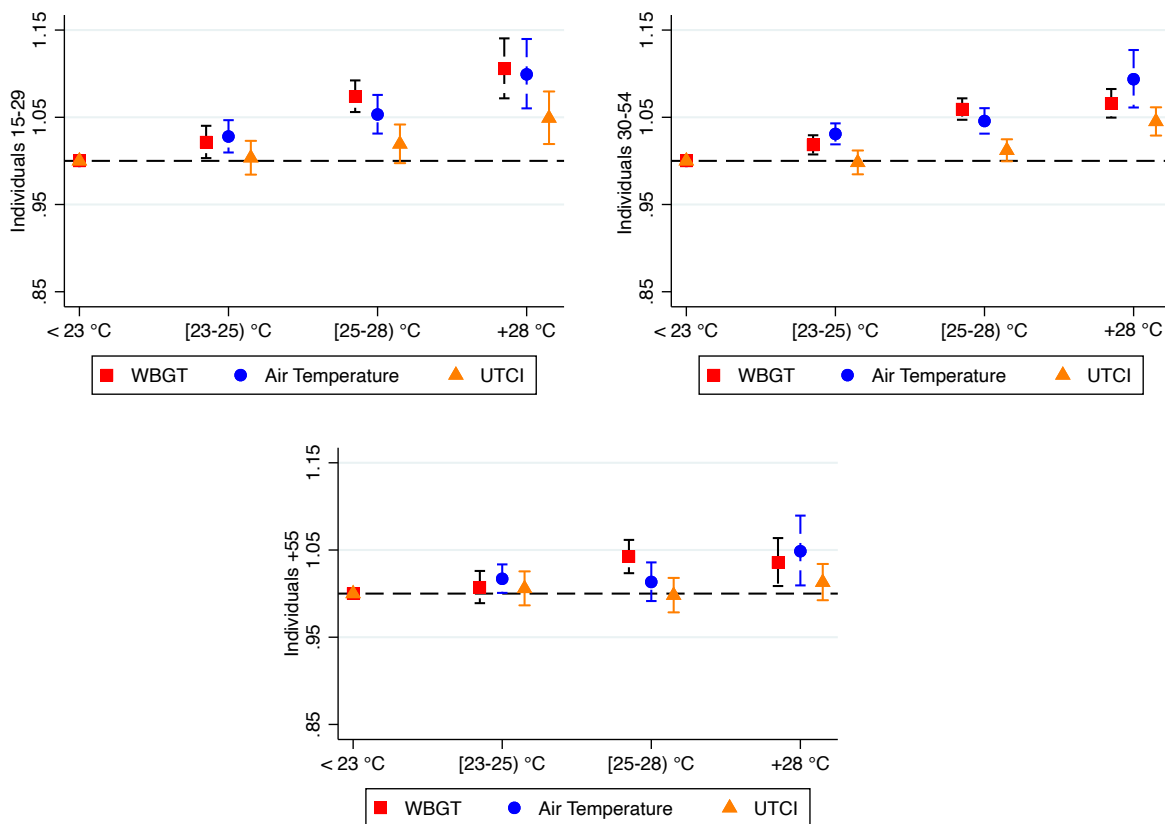 Individuals 15-29
1.15
1.05
.95
.85
< 23 °C [23-25) °C [25-28) °C +28 °C
WBGT Air Temperature UTCI
Individuals 30-54
1.15
1.05
.95
.85
< 23 °C [23-25) °C [25-28) °C +28 °C
WBGT Air Temperature UTCI
Individuals +55
1.15
1.05
.95
.85
< 23 °C [23-25) °C [25-28) °C +28 °C
WBGT Air Temperature UTCI